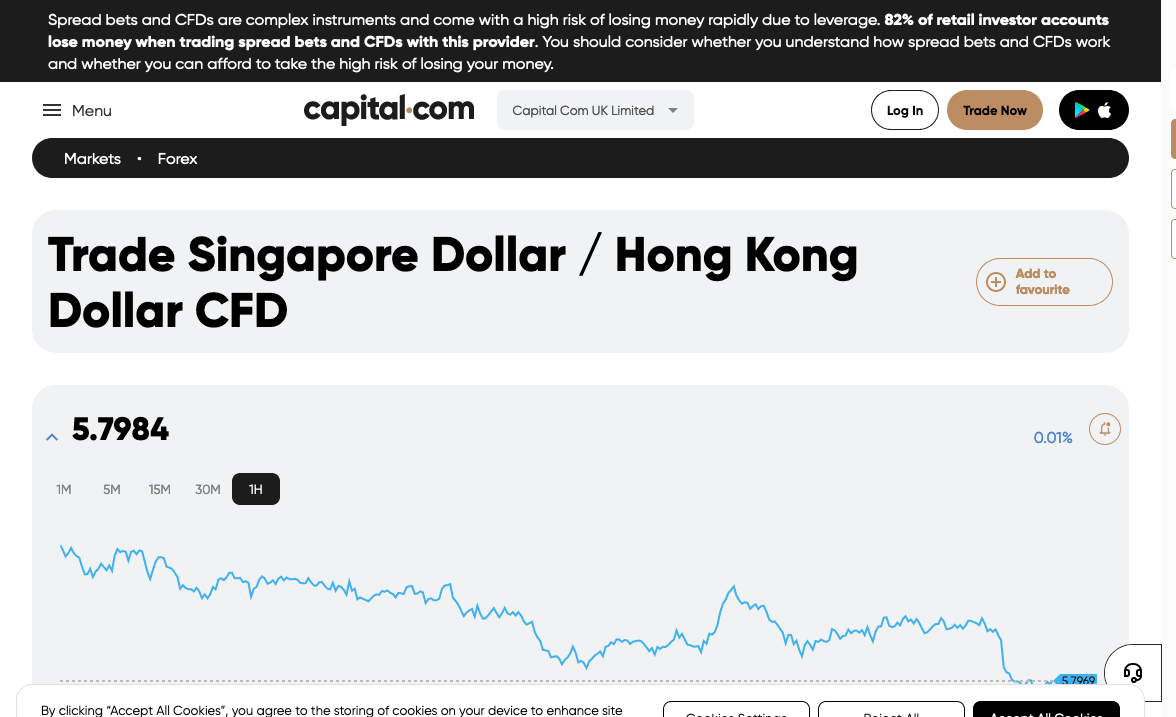 Spread bets and CFDs are complex instruments and come with a high risk of losing money rapidly due to leverage. 82% of retail investor accounts
lose money when trading spread bets and CFDs with this provider. You should consider whether you understand how spread bets and CFDs work
and whether you can afford to take the high risk of losing your money.
Menu
capital.com
Capital Com UK Limited
Log In
Trade Now
Markets • Forex
Trade Singapore Dollar / Hong Kong
Dollar CFD
Add to
favourite
5.7984
0.01%
1M 5M 15M 30M 1H
5.7969
By clicking “Accept All Cookies”, you agree to the storing of cookies on your device to enhance site
Cookies Settings
Reject All
Accept All Cookies